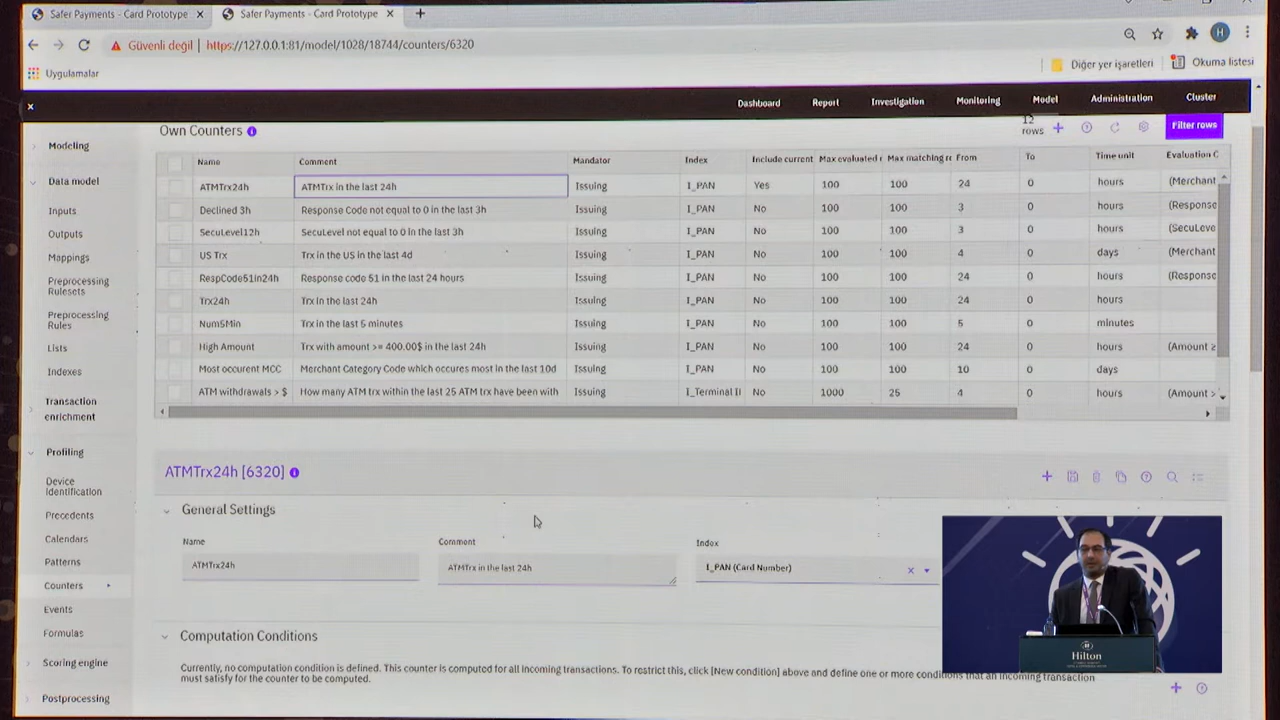 Safer Payments - Card Prototype × Safer Payments - Card Prototype × +
Güvenli değil | https://127.0.0.1:81/model/1028/18744/counters/6320 H
Uygulamalar Diğer yer işaretleri Okuma listesi
× Dashboard Report Investigation Monitoring Model Administration Cluster
Modeling
Data model
Inputs
Outputs
Mappings
Preprocessing
Rulesets
Preprocessing
Rules
Lists
Indexes
Transaction
enrichment
Profiling
Device
Identification
Precedents
Calendars
Patterns
Counters
Events
Formulas
Scoring engine
Postprocessing
Own Counters
12
rows
Filter rows
Name Comment Mandator Index Include current Max evaluated r Max matching re From To Time unit Evaluation C
ATMTrx24h ATMTrx in the last 24h Issuing I_PAN Yes 100 100 24 0 hours (Merchant
Declined 3h Response Code not equal to 0 in the last 3h Issuing I_PAN No 100 100 3 0 hours (Response
SecuLevel12h SecuLevel not equal to 0 in the last 3h Issuing I_PAN No 100 100 3 0 hours (SecuLeve
US Trx Trx in the US in the last 4d Issuing I_PAN No 100 100 4 0 days (Merchant
RespCode51in24h Response code 51 in the last 24 hours Issuing I_PAN No 100 100 24 0 hours (Response
Trx24h Trx in the last 24h Issuing I_PAN No 100 100 24 0 hours
Num5Min Trx in the last 5 minutes Issuing I_PAN No 100 100 5 0 minutes
High Amount Trx with amount >= 400.00$ in the last 24h Issuing I_PAN No 100 100 24 0 hours (Amount ≥
Most occurent MCC Merchant Category Code which occures most in the last 10d Issuing I_PAN No 100 100 10 0 days
ATM withdrawals > $ How many ATM trx within the last 25 ATM trx have been with Issuing I_Terminal II No 1000 25 4 0 hours (Amount >
ATMTrx24h [6320]
General Settings
Name Comment Index
ATMTrx24h ATMTrx in the last 24h I_PAN (Card Number)
Computation Conditions
Currently, no computation condition is defined. This counter is computed for all incoming transactions. To restrict this, click [New condition] above and define one or more conditions that an incoming transaction
must satisfy for the counter to be computed.
Hilton